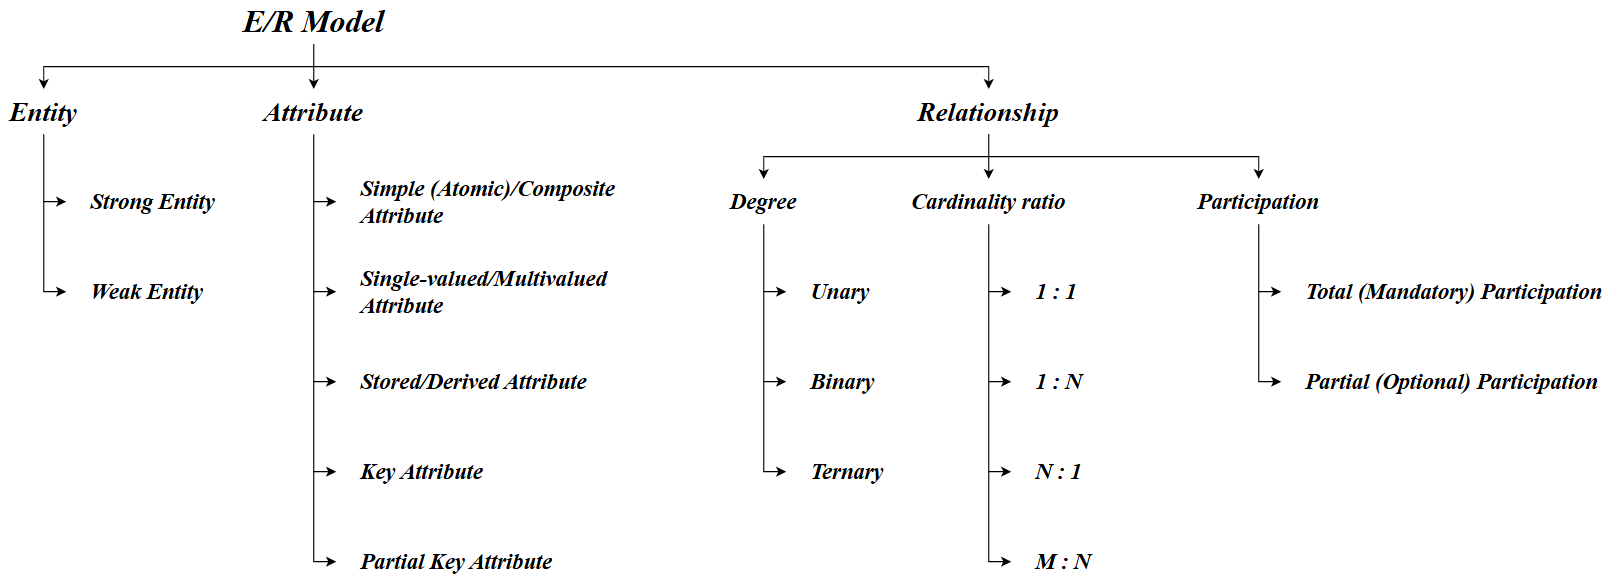 E/R Model
Entity
Attribute
Relationship
Strong Entity
Weak Entity
Simple (Atomic)/Composite
Attribute
Single-valued/Multivalued
Attribute
Stored/Derived Attribute
Key Attribute
Partial Key Attribute
Degree
Cardinality ratio
Participation
Unary
Binary
Ternary
1 : 1
1 : N
N : 1
M : N
Total (Mandatory) Participation
Partial (Optional) Participation